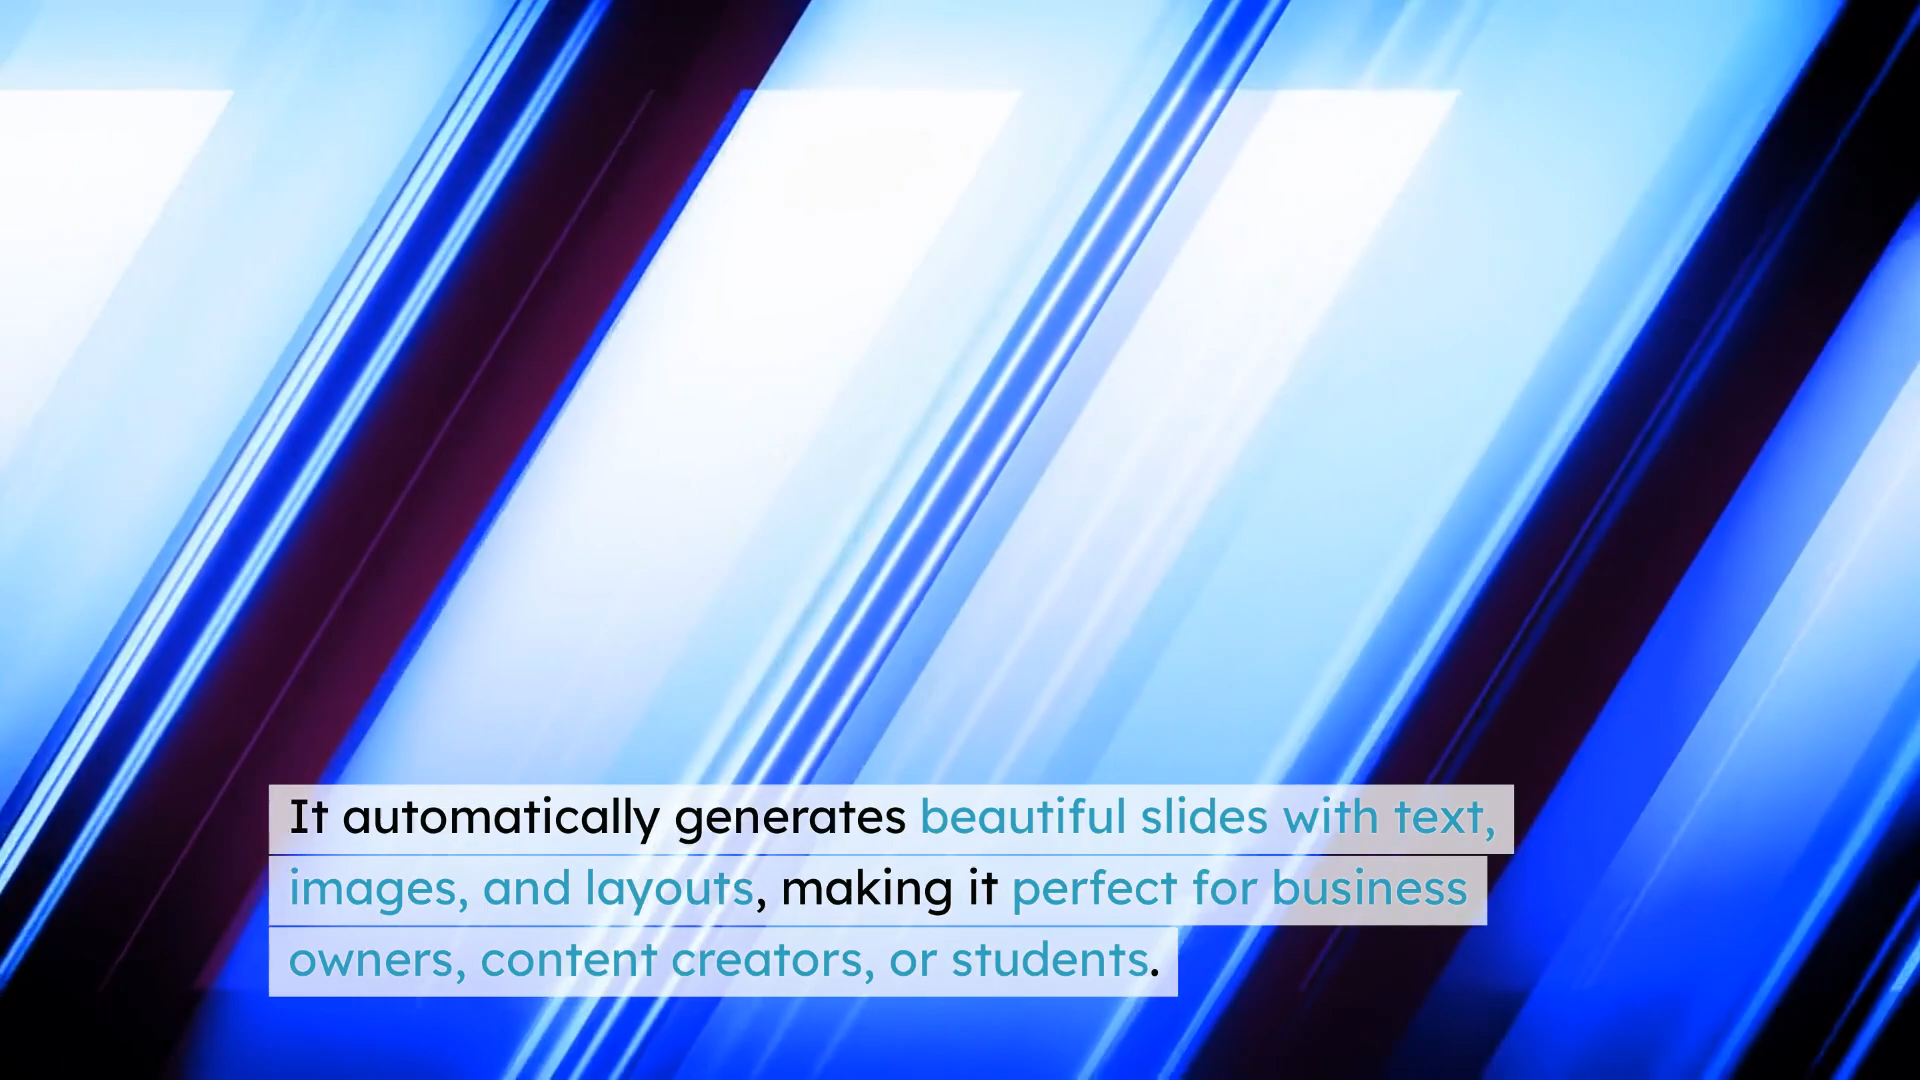 It automatically generates beautiful slides with text,
images, and layouts, making it perfect for business
owners, content creators, or students.